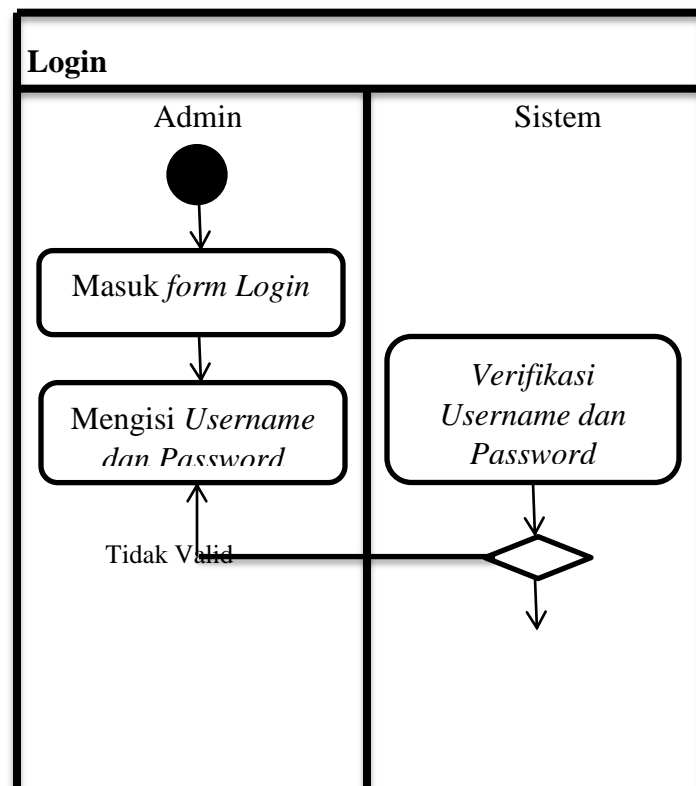 Login
Admin
Sistem
Masuk form Login
Mengisi Username
dan Password
Verifikasi
Username dan
Password
Tidak Valid